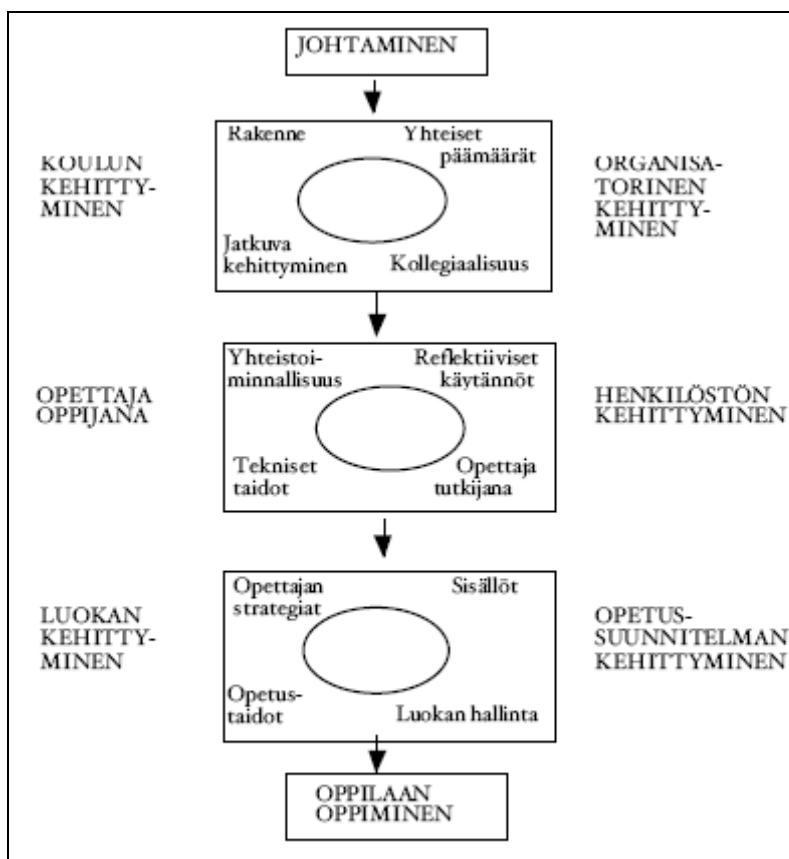 JOHTAMINEN
Rakenne
Yhteiset
päämäärät
KOULUN
KEHITTY-
MINEN
ORGANISA-
TORINEN
KEHITTY-
MINEN
Jatkuva
kehittyminen
Kollegiaalisuus
Yhteistoi-
minnallisuus
Reflektiiviset
käytännöt
OPETTAJA
OPPIJANA
HENKILÖSTÖN
KEHITTYMINEN
Tekniset
taidot
Opettaja
tutkijana
Opettajan
strategiat
Sisällöt
LUOKAN
KEHITTY-
MINEN
OPETUS-
SUUNNITELMAN
KEHITTYMINEN
Opetus-
taidot
Luokan hallinta
OPPILAAN
OPPIMINEN